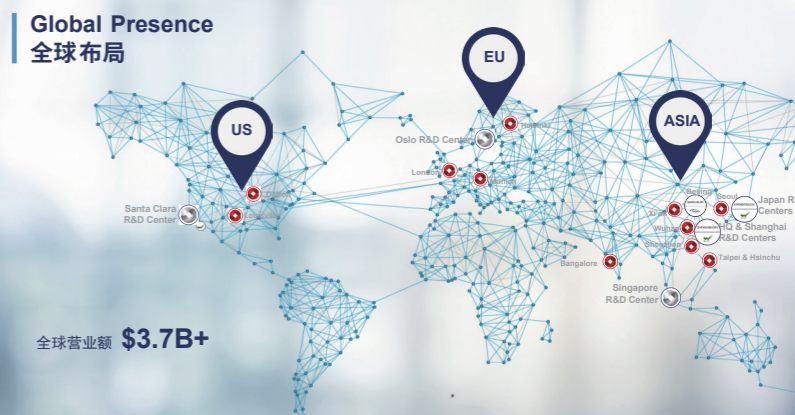 Global Presence
全球布局
US
EU
ASIA
Oslo R&D Center
London
Santa Clara
R&D Center
Beijing
Seoul
Japan R
Centers
HQ & Shanghai
R&D Centers
Wuhan
Shenzhen
Taipei & Hsinchu
Bangalore
Singapore
R&D Center
全球营业额 $3.7B+